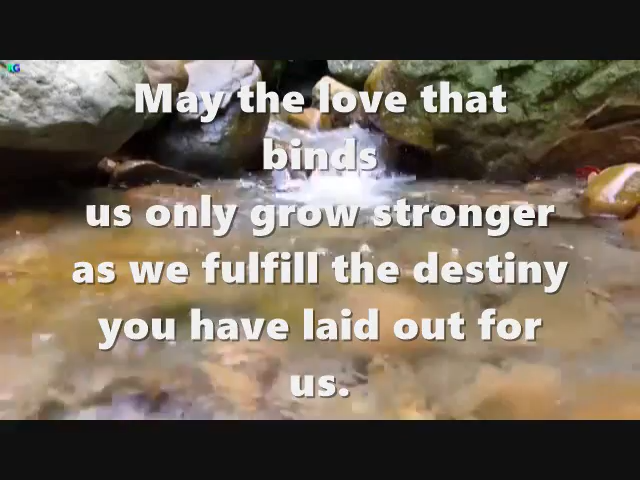 KG
May the love that
binds
us only grow stronger
as we fulfill the destiny
you have laid out for
us.